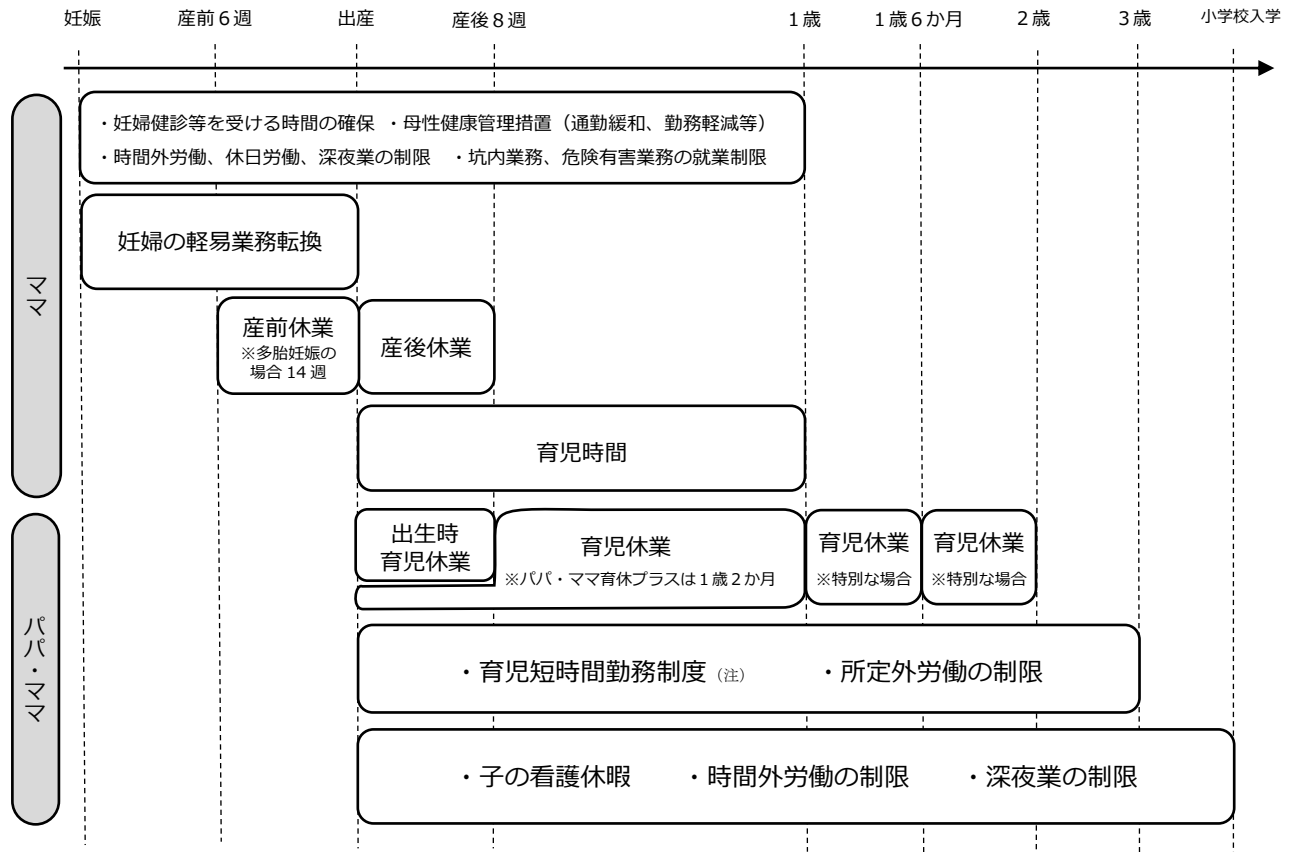 妊娠 産前６週 出産 産後８週 １歳 １歳６か月 ２歳 ３歳 小学校入学
ママ
・妊婦健診等を受ける時間の確保 ・母性健康管理措置（通勤緩和、勤務軽減等）
・時間外労働、休日労働、深夜業の制限 ・坑内業務、危険有害業務の就業制限
妊婦の軽易業務転換
産前休業
※多胎妊娠の
場合 14 週
産後休業
育児時間
パパ・ママ
出生時
育児休業
育児休業
※パパ・ママ育休プラスは１歳２か月
育児休業
※特別な場合
育児休業
※特別な場合
・育児短時間勤務制度（注） ・所定外労働の制限
・子の看護休暇 ・時間外労働の制限 ・深夜業の制限